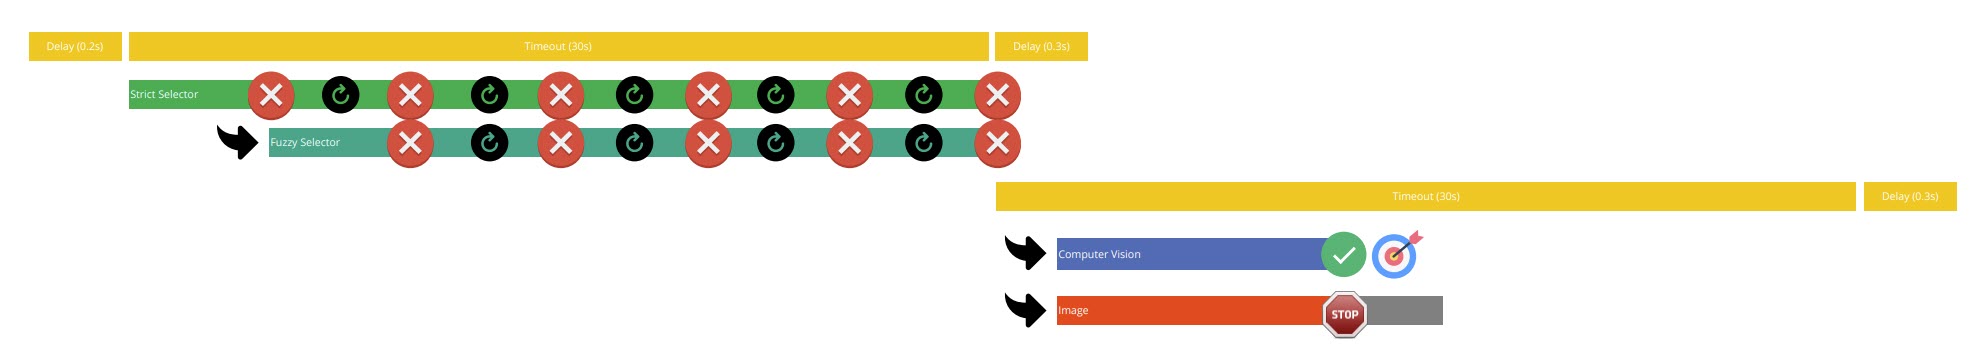 Delay (0.2s)
Timeout (30s)
Delay (0.3s)
Strict Selector
Fuzzy Selector
Timeout (30s)
Delay (0.3s)
Computer Vision
Image
STOP